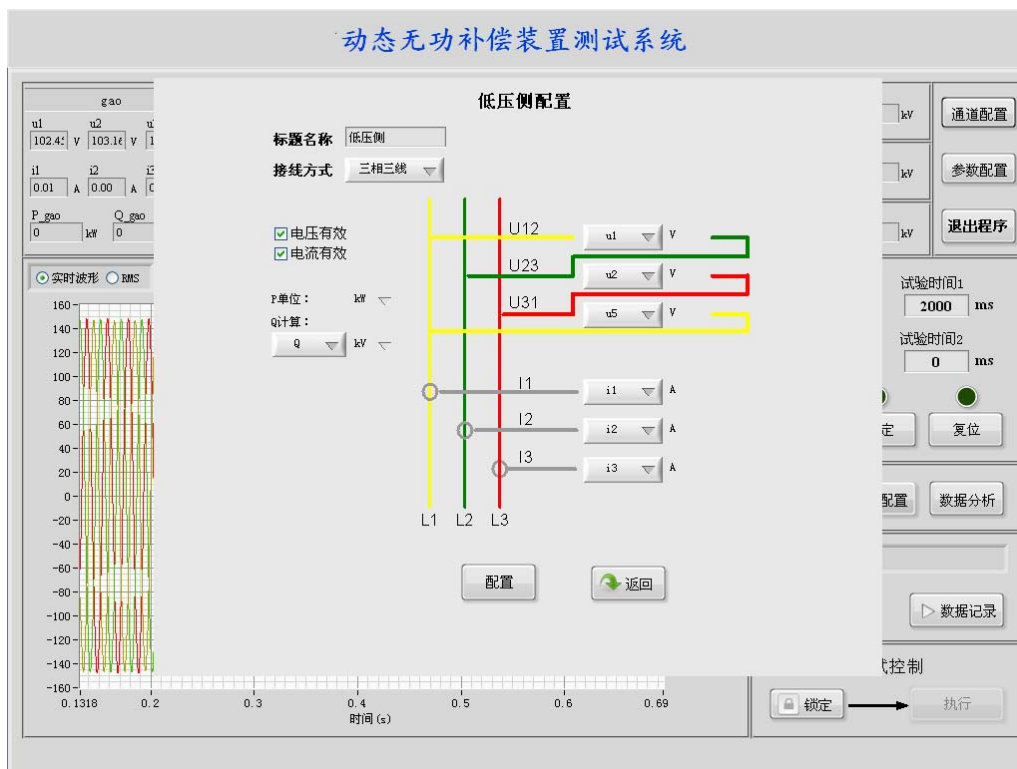 动态无功补偿装置测试系统
gao
u1 u2
102.4 V 103.1 V
i1 i2
0.01 A 0.00 A
P_gao Q_gao
0 kW 0
实时波形 RMS
160
140
120
100
80
60
40
20
0
-20
-40
-60
-80
-100
-120
-140
-160
0.1318 0.2 0.3 0.4 0.5 0.6 0.69
时间(s)
低压侧配置
标题名称 低压侧
接线方式 三相三线
电压有效
电流有效
P单位： kW
Q计算：
Q kV
U12 u1 V
U23 u2 V
U31 u5 V
I1 i1 A
I2 i2 A
I3 i3 A
L1 L2 L3
配置 返回
kV 通道配置
kV 参数配置
kV 退出程序
试验时间1
2000 ms
试验时间2
0 ms
定 复位
配置 数据分析
数据记录
式控制
锁定 执行